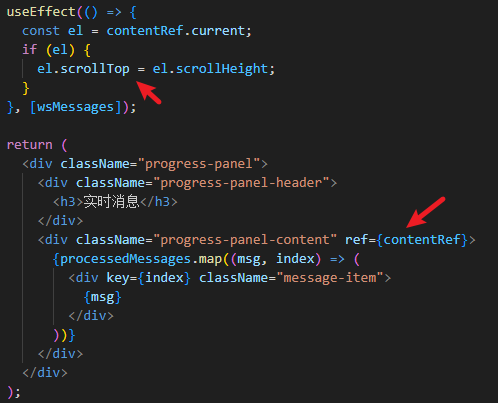 useEffect(() => {
  const el = contentRef.current;
  if (el) {
    el.scrollTop = el.scrollHeight;
  }
}, [wsMessages]);

return (
  <div className="progress-panel">
    <div className="progress-panel-header">
      <h3>实时消息</h3>
    </div>
    <div className="progress-panel-content" ref={contentRef}>
      {processedMessages.map((msg, index) => (
        <div key={index} className="message-item">
          {msg}
        </div>
      ))}
    </div>
  </div>
);